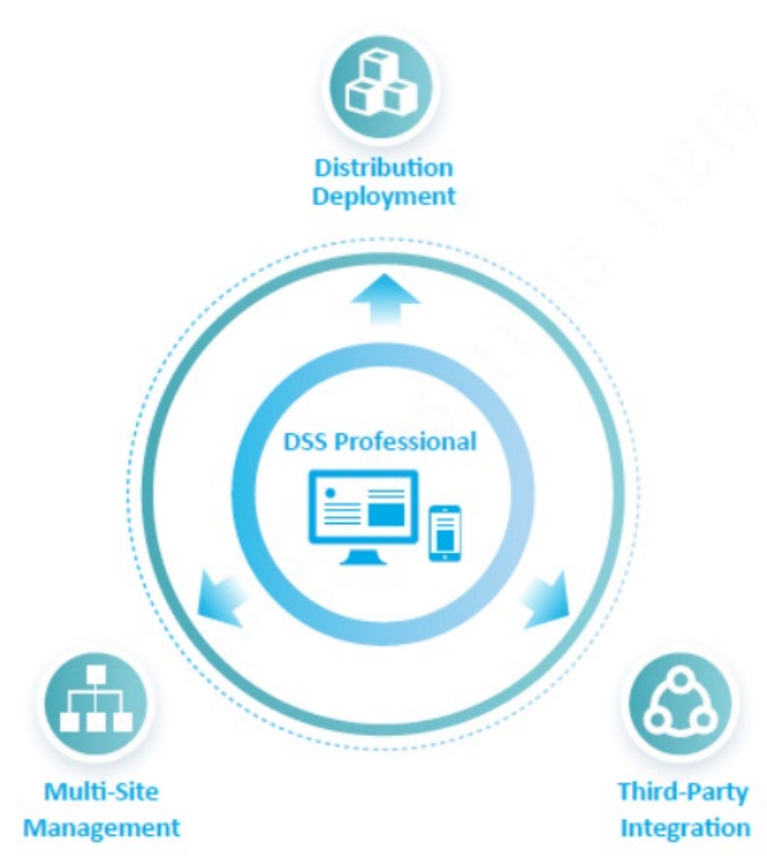 Distribution
Deployment
DSS Professional
Multi-Site
Management
Third-Party
Integration